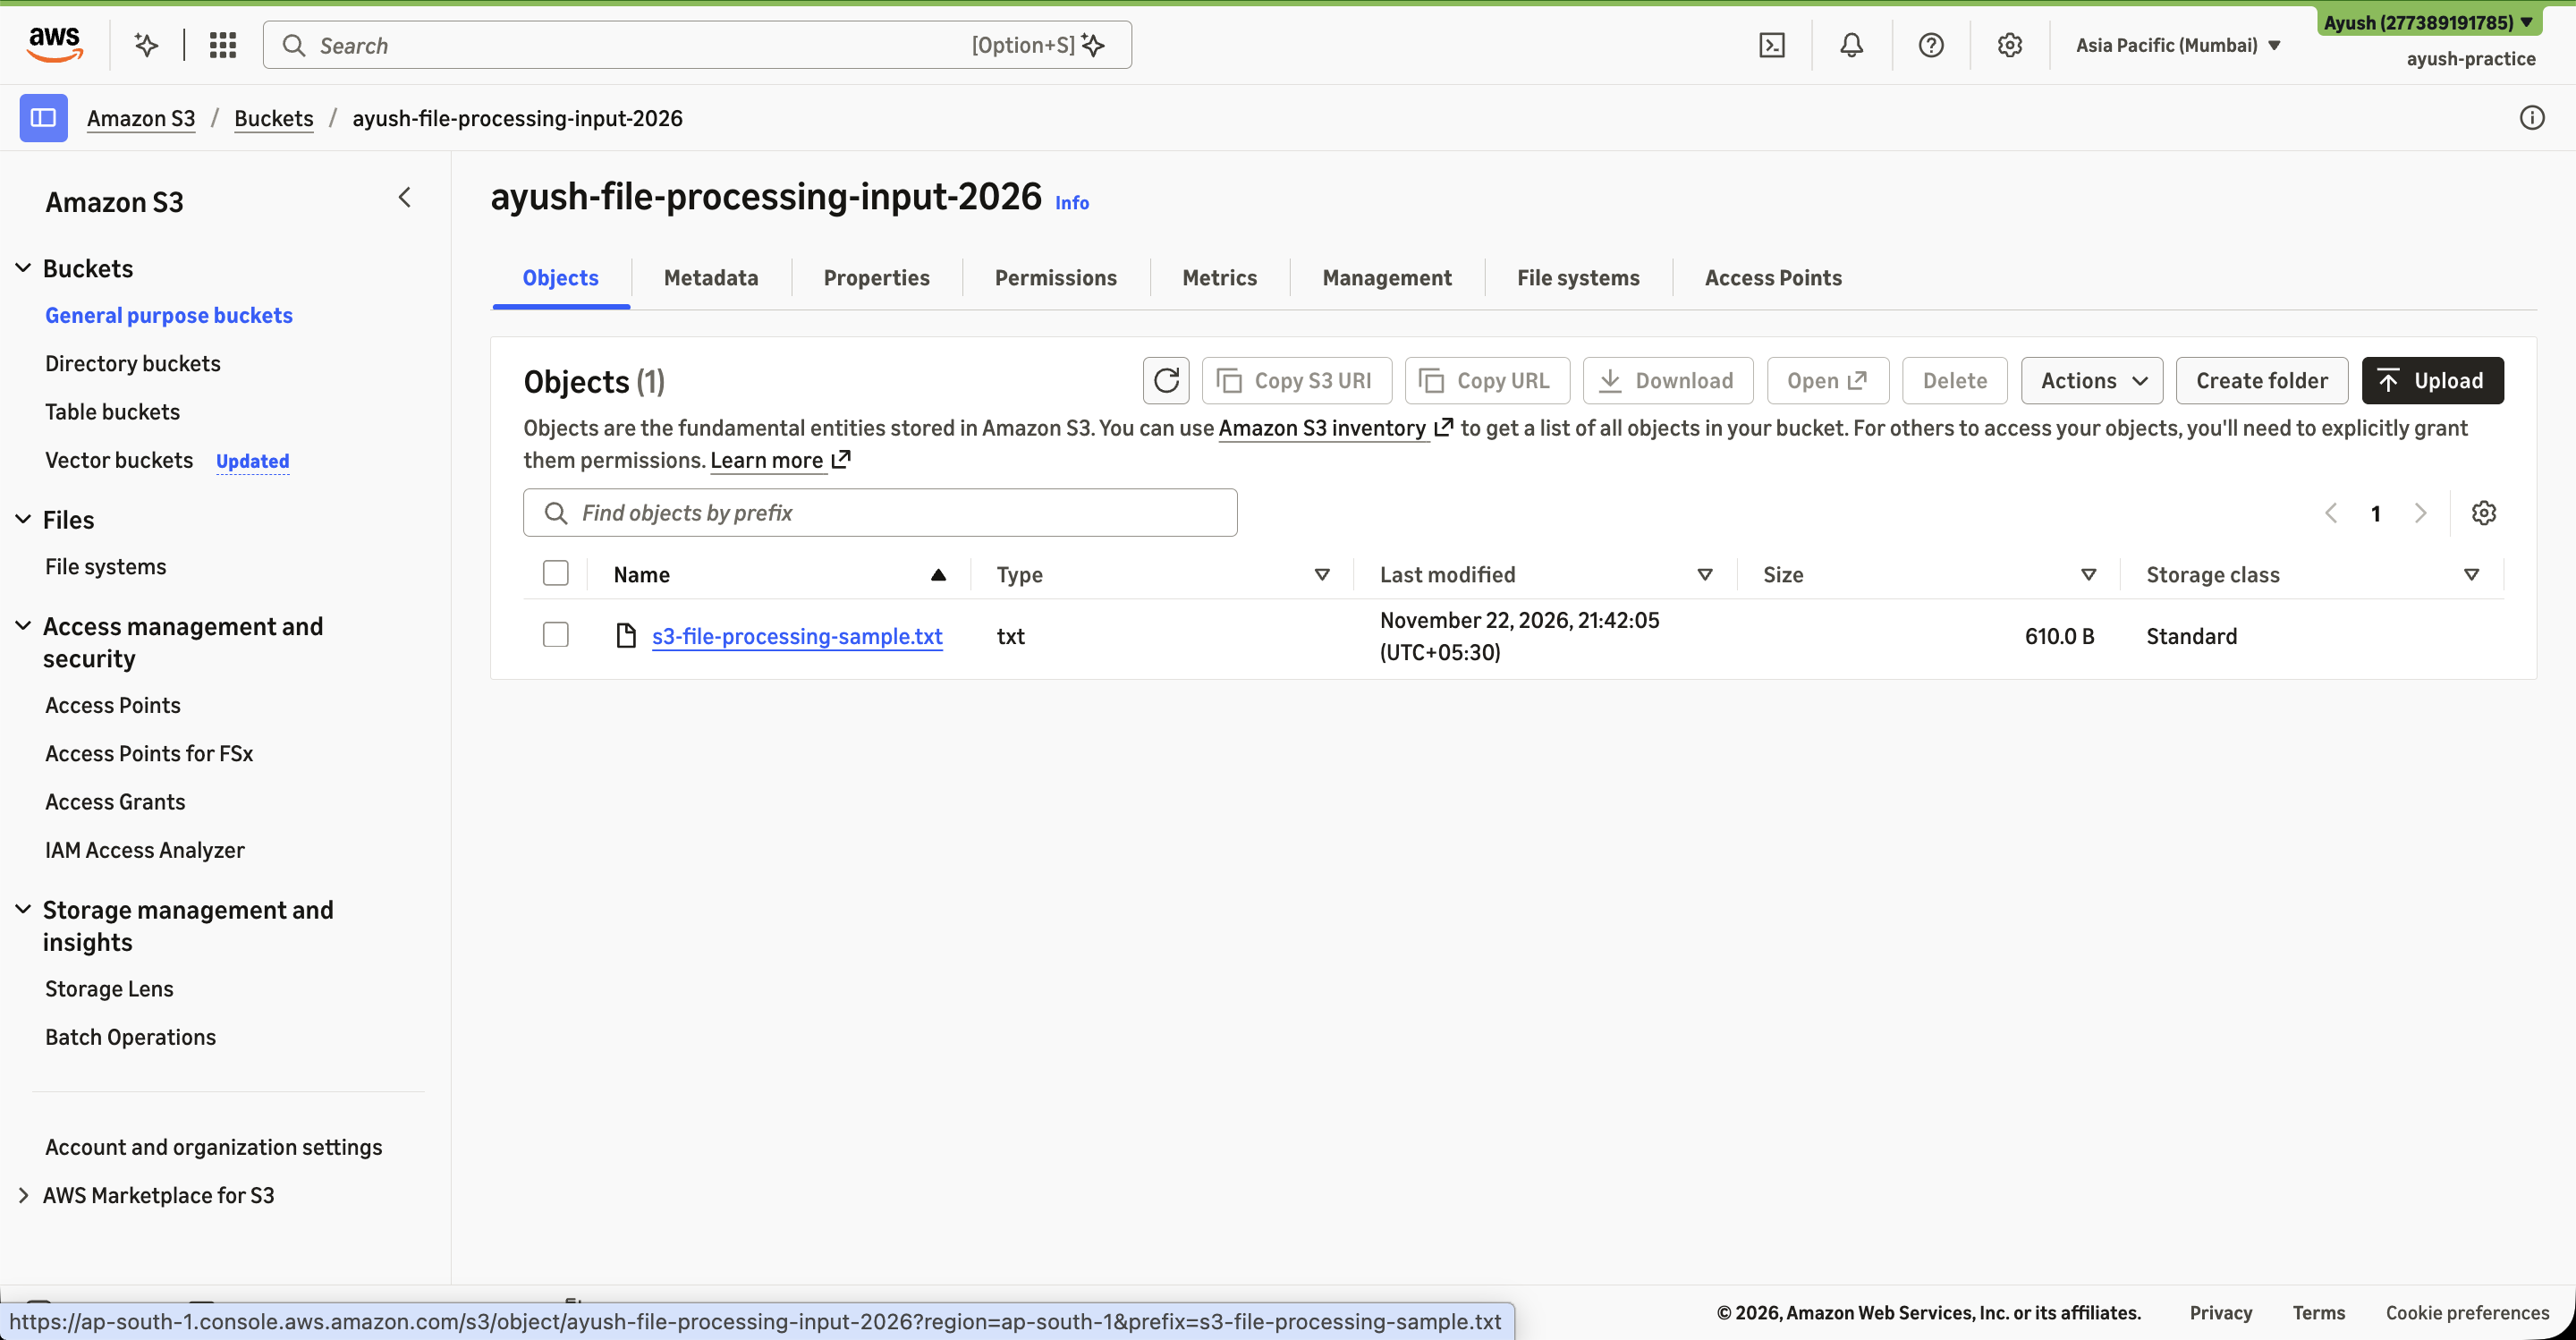 aws
Search
[Option+S]
Asia Pacific (Mumbai)
Ayush (277389191785)
ayush-practice
Amazon S3 / Buckets / ayush-file-processing-input-2026
Amazon S3
Buckets
General purpose buckets
Directory buckets
Table buckets
Vector buckets Updated
Files
File systems
Access management and
security
Access Points
Access Points for FSx
Access Grants
IAM Access Analyzer
Storage management and
insights
Storage Lens
Batch Operations
Account and organization settings
AWS Marketplace for S3
ayush-file-processing-input-2026 Info
Objects Metadata Properties Permissions Metrics Management File systems Access Points
Objects (1)
Copy S3 URI Copy URL Download Open Delete Actions Create folder Upload
Objects are the fundamental entities stored in Amazon S3. You can use Amazon S3 inventory to get a list of all objects in your bucket. For others to access your objects, you'll need to explicitly grant
them permissions. Learn more
Find objects by prefix
1
Name Type Last modified Size Storage class
s3-file-processing-sample.txt txt November 22, 2026, 21:42:05 610.0 B Standard
(UTC+05:30)
https://ap-south-1.console.aws.amazon.com/s3/object/ayush-file-processing-input-2026?region=ap-south-1&prefix=s3-file-processing-sample.txt
© 2026, Amazon Web Services, Inc. or its affiliates. Privacy Terms Cookie preferences